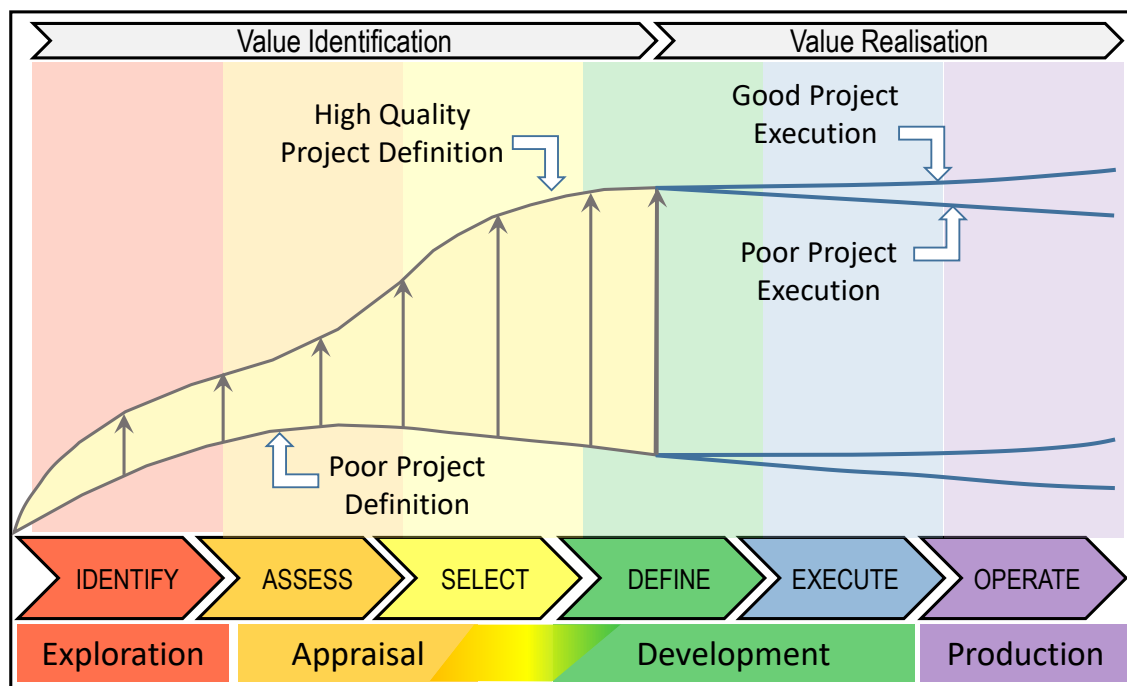 Value Identification
Value Realisation
High Quality
Project Definition
Good Project
Execution
Poor Project
Execution
Poor Project
Definition
IDENTIFY
ASSESS
SELECT
DEFINE
EXECUTE
OPERATE
Exploration
Appraisal
Development
Production